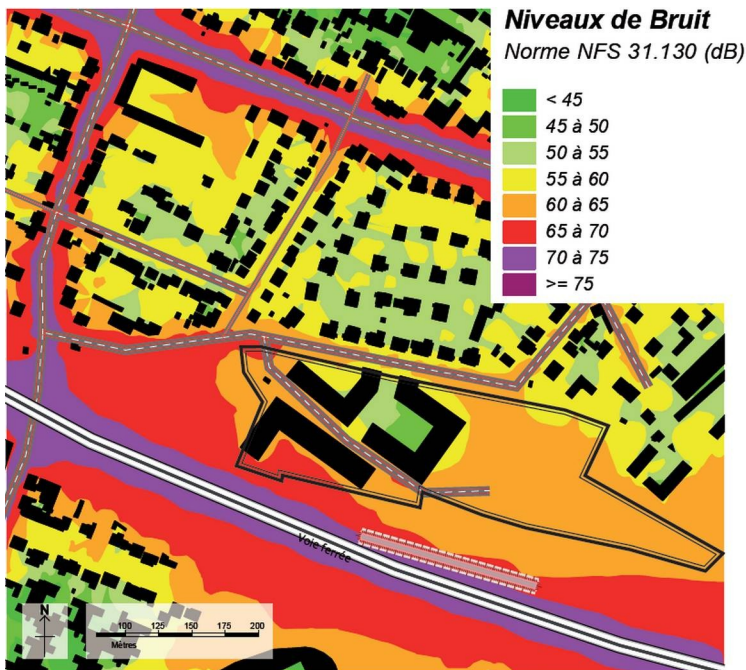 Niveaux de Bruit
Norme NFS 31.130 (dB)
< 45
45 à 50
50 à 55
55 à 60
60 à 65
65 à 70
70 à 75
>= 75
Voie ferrée
N
100 125 150 200
Mètres